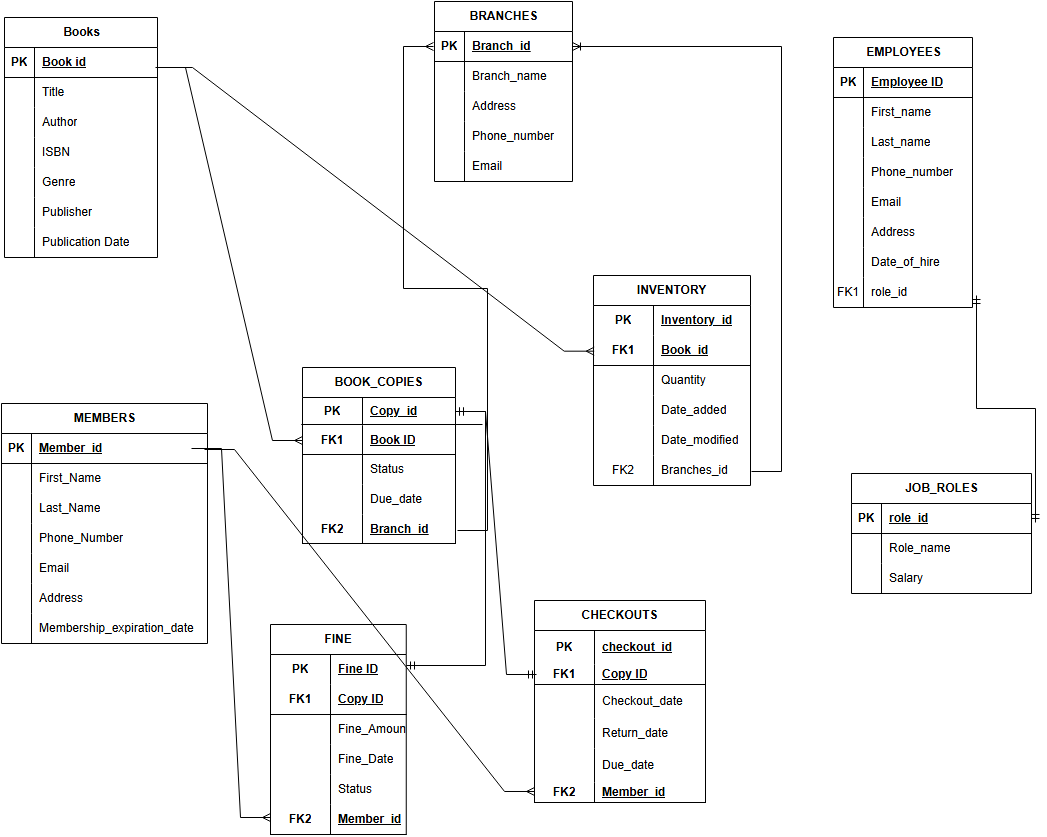 Books
PK Book id
Title
Author
ISBN
Genre
Publisher
Publication Date
BRANCHES
PK Branch_id
Branch_name
Address
Phone_number
Email
EMPLOYEES
PK Employee ID
First_name
Last_name
Phone_number
Email
Address
Date_of_hire
FK1 role_id
INVENTORY
PK Inventory_id
FK1 Book_id
Quantity
Date_added
Date_modified
FK2 Branches_id
BOOK_COPIES
PK Copy_id
FK1 Book ID
Status
Due_date
FK2 Branch_id
MEMBERS
PK Member_id
First_Name
Last_Name
Phone_Number
Email
Address
Membership_expiration_date
JOB_ROLES
PK role_id
Role_name
Salary
FINE
PK Fine ID
FK1 Copy ID
Fine_Amoun
Fine_Date
Status
FK2 Member_id
CHECKOUTS
PK checkout_id
FK1 Copy ID
Checkout_date
Return_date
Due_date
FK2 Member_id